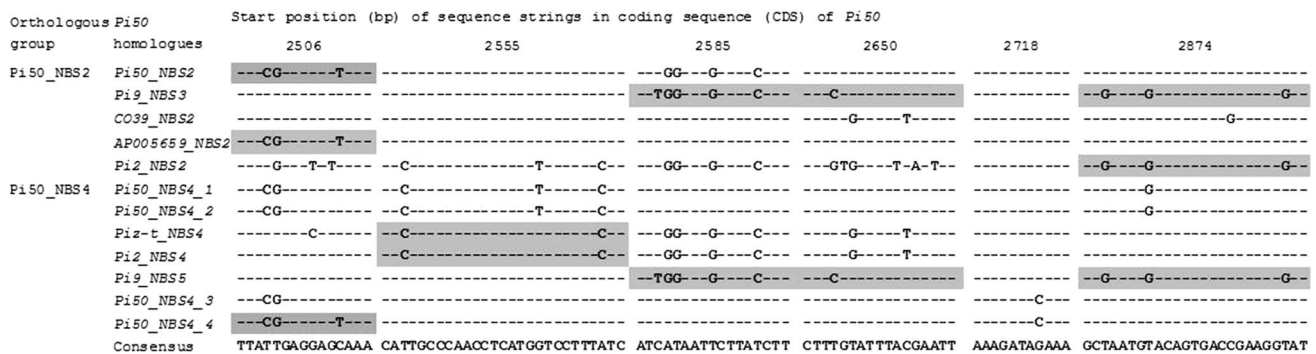 Orthologous Pi50 Start position (bp) of sequence strings in coding sequence (CDS) of Pi50
group homologues 2506 2555 2585 2650 2718 2874
Pi50_NBS2 Pi50_NBS2 ---CG------T--- --------------------------- ---GG---G----C--- ----------------- ----------- -------------------------
Pi9_NBS3 --------------- --------------------------- --TGG---G----C--- ---C------------- ----------- --G----G--------------G--
CO39_NBS2 --------------- --------------------------- ----------------- -----G-----T----- ----------- ----------------G--------
AP005659_NBS2 ---CG------T--- --------------------------- ----------------- ----------------- ----------- -------------------------
Pi2_NBS2 ----G---T-T---- --C--------------T------C-- ---GG---G----C--- ---GTG----T-A-T-- ----------- --G----G--------------G--
Pi50_NBS4 Pi50_NBS4_1 ---CG---------- --C--------------T------C-- ----------------- ----------------- ----------- -------G-----------------
Pi50_NBS4_2 ---CG---------- --C--------------T------C-- ----------------- ----------------- ----------- -------G-----------------
Piz-t_NBS4 --------C------ --C---------------------C-- ---GG---G----C--- -----G-----T----- ----------- -------------------------
Pi2_NBS4 --------------- --C---------------------C-- ---GG---G----C--- -----G-----T----- ----------- -------------------------
Pi9_NBS5 --------------- --------------------------- --TGG---G----C--- ---C------------- ----------- --G----G--------------G--
Pi50_NBS4_3 ---CG---------- --------------------------- ----------------- ----------------- -------C--- -------------------------
Pi50_NBS4_4 ---CG------T--- --------------------------- ----------------- ----------------- -------C--- -------------------------
Consensus TTATTGAGGAGCAAA CATTGCCCAACCTCATGGTCCTTTATC ATCATAATTCTTATCTT CTTTGTATTTACGAATT AAAGATAGAAA GCTAATGTACAGTGACCGAAGGTAT